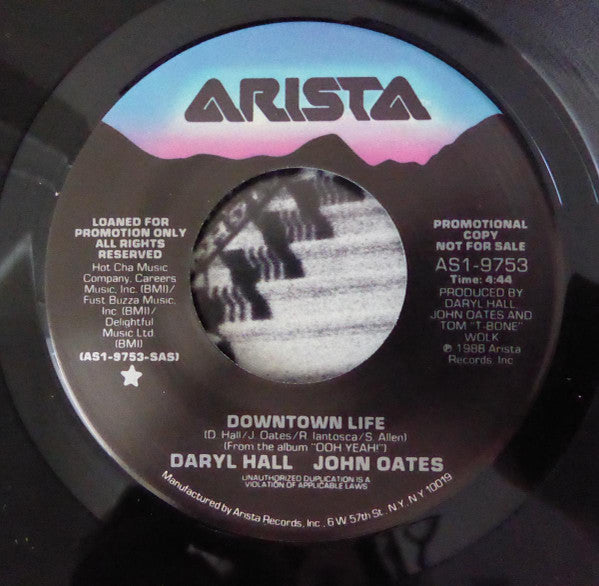 ARISTA
LOANED FOR
PROMOTION ONLY
ALL RIGHTS
RESERVED
Hot Cha Music
Company, Careers
Music, Inc. (BMI)/
Fust Buzza Music,
Inc (BMI)/
Delightful
Music Ltd.
(BMI)
(AS1-9753-SAS)
PROMOTIONAL
COPY
NOT FOR SALE
AS1-9753
Time: 4:44
PRODUCED BY
DARYL HALL,
JOHN OATES AND
TOM "T-BONE"
WOLK
℗ 1988 Arista
Records, Inc.
DOWNTOWN LIFE
(D. Hall/J. Oates/R. Iantosca/S. Allen)
(From the album "OOH YEAH!")
DARYL HALL JOHN OATES
UNAUTHORIZED DUPLICATION IS A
VIOLATION OF APPLICABLE LAWS
Manufactured by Arista Records, Inc., 6 W. 57th St., N.Y., N.Y. 10019